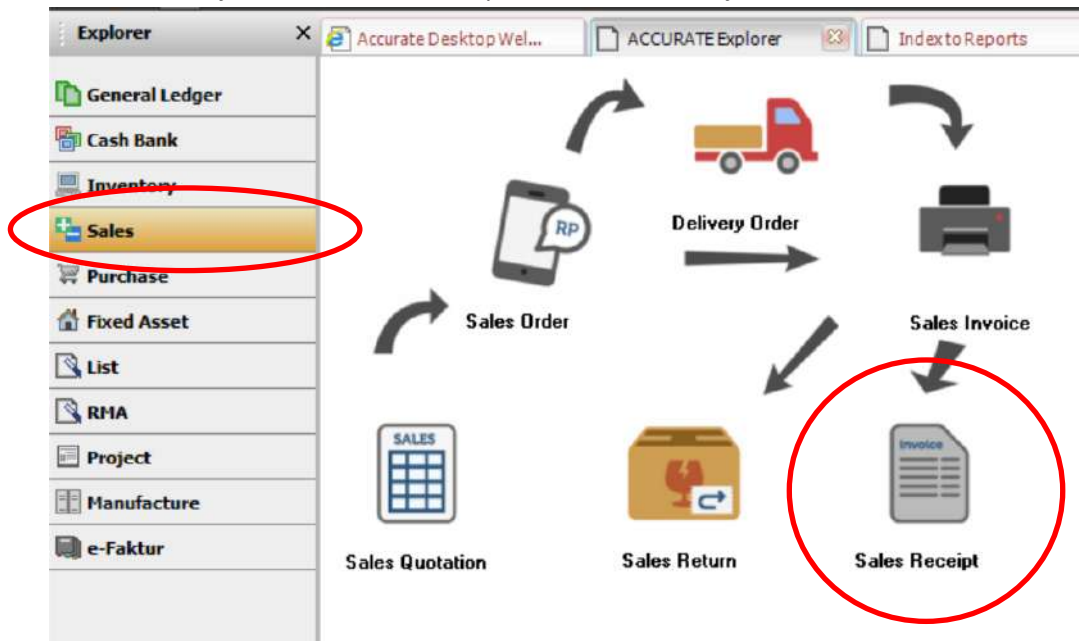 Explorer
Accurate Desktop Wel...
ACCURATE Explorer
Index to Reports
General Ledger
Cash Bank
Inventory
Sales
Purchase
Fixed Asset
List
RMA
Project
Manufacture
e-Faktur
Delivery Order
RP
Sales Order
Sales Invoice
SALES
Invoice
Sales Quotation
Sales Return
Sales Receipt